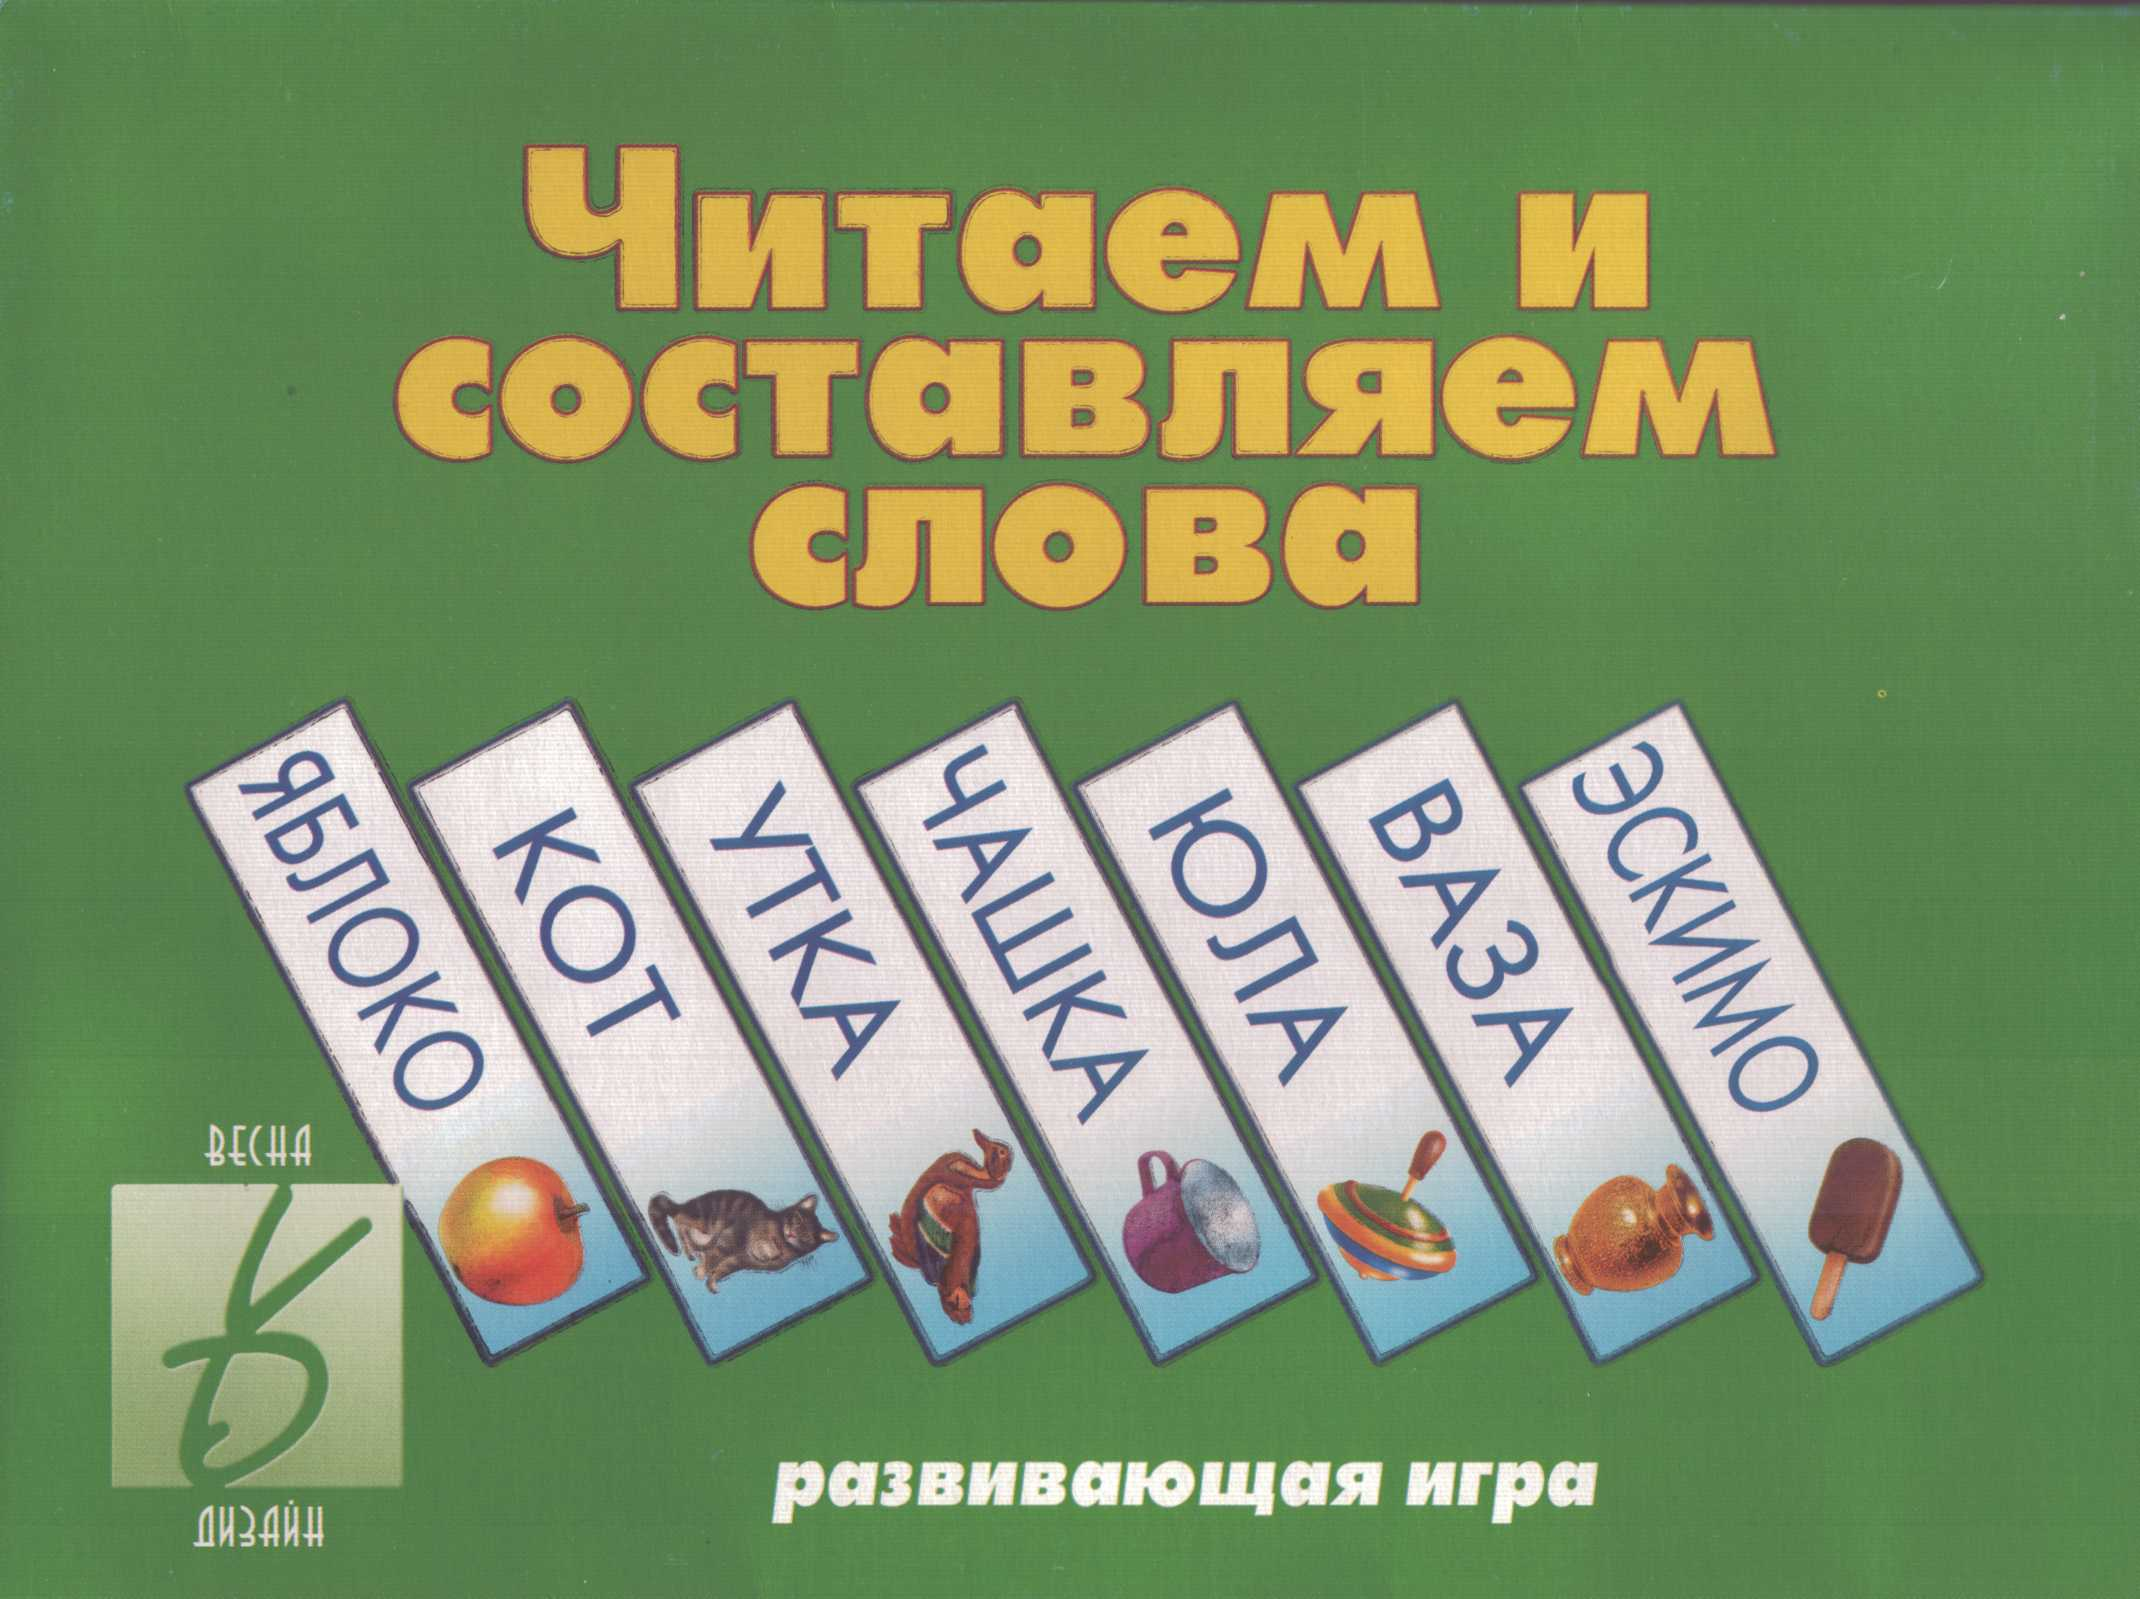 Читаем и
составляем
слова
ЯБЛОКО
КОТ
УТКА
ЧАШКА
ЮЛА
ВАЗА
ЭСКИМО
ВЕСНА
ДИЗАЙН
развивающая игра